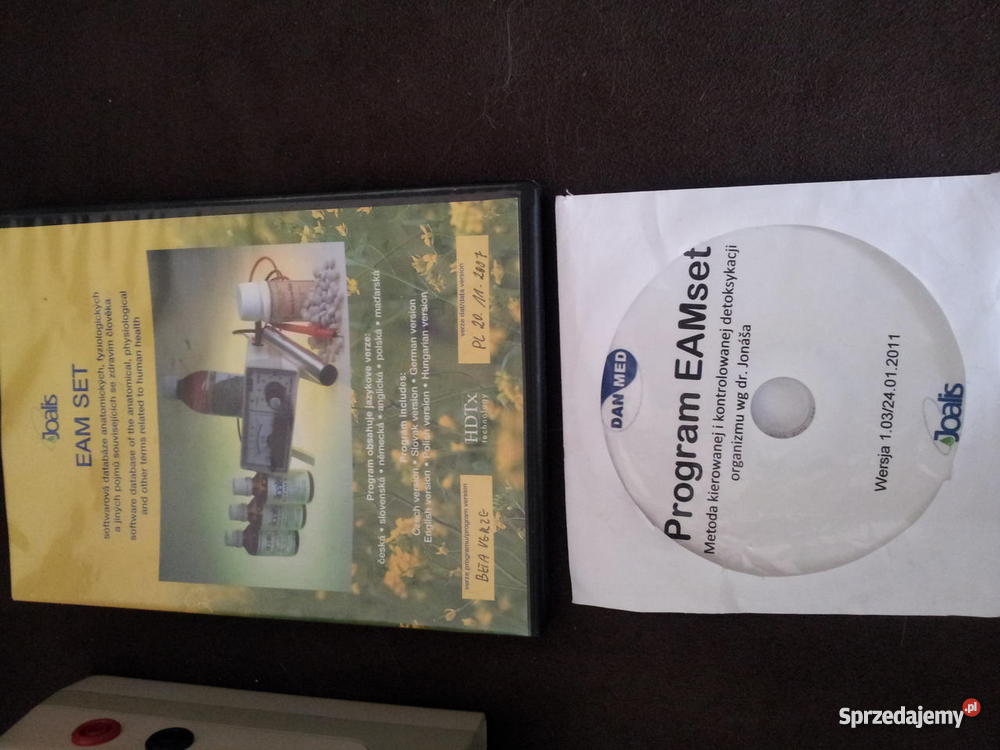 Joalis
EAM SET
softwarová databáze anatomických, fyziologických
a jiných pojmů souvisejících se zdravím člověka
software database of the anatomical, physiological
and other terms related to human health
Program obsahuje jazykové verze:
česká • slovenská • německá • anglická • polská • maďarská
Program includes:
Czech version • Slovak version • German version
English version • Polish version • Hungarian version
verze programu/program version
BETA VERZE
HDTx
technology
verze dat/data version
PL 20.11.2007
DAN MED
Program EAMset
Metoda kierowanej i kontrolowanej detoksykacji
organizmu wg dr. Jonáša
Wersja 1.03/24.01.2011
Joalis
Sprzedajemy.pl